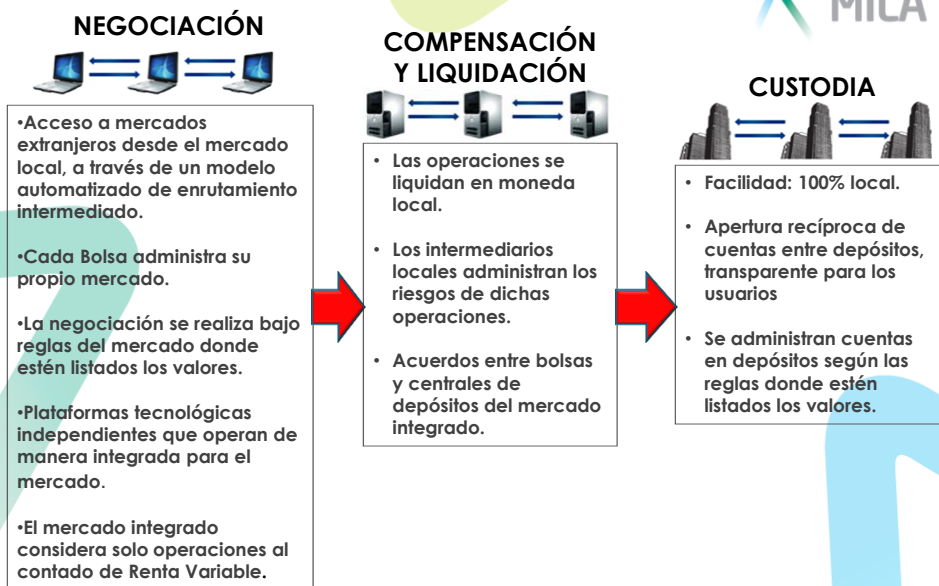 MILA
NEGOCIACIÓN
•Acceso a mercados
extranjeros desde el mercado
local, a través de un modelo
automatizado de enrutamiento
intermediado.
•Cada Bolsa administra su
propio mercado.
•La negociación se realiza bajo
reglas del mercado donde
estén listados los valores.
•Plataformas tecnológicas
independientes que operan de
manera integrada para el
mercado.
•El mercado integrado
considera solo operaciones al
contado de Renta Variable.
COMPENSACIÓN
Y LIQUIDACIÓN
• Las operaciones se
liquidan en moneda
local.
• Los intermediarios
locales administran los
riesgos de dichas
operaciones.
• Acuerdos entre bolsas
y centrales de
depósitos del mercado
integrado.
CUSTODIA
• Facilidad: 100% local.
• Apertura recíproca de
cuentas entre depósitos,
transparente para los
usuarios
• Se administran cuentas
en depósitos según las
reglas donde estén
listados los valores.